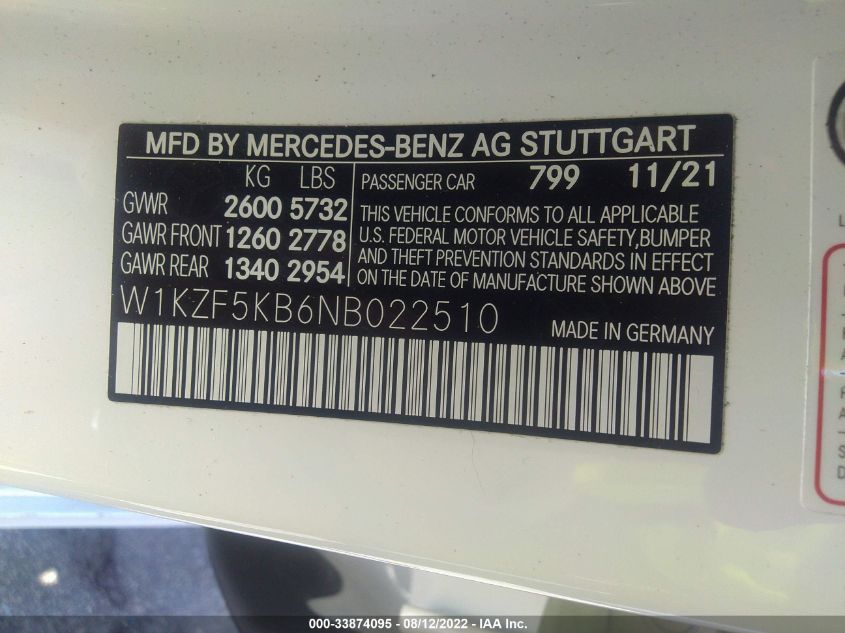 MFD BY MERCEDES-BENZ AG STUTTGART
KG LBS
GVWR 2600 5732
GAWR FRONT 1260 2778
GAWR REAR 1340 2954
PASSENGER CAR 799 11/21
THIS VEHICLE CONFORMS TO ALL APPLICABLE
U.S. FEDERAL MOTOR VEHICLE SAFETY,BUMPER
AND THEFT PREVENTION STANDARDS IN EFFECT
ON THE DATE OF MANUFACTURE SHOWN ABOVE
W1KZF5KB6NB022510
MADE IN GERMANY
000-33874095 - 08/12/2022 - IAA Inc.